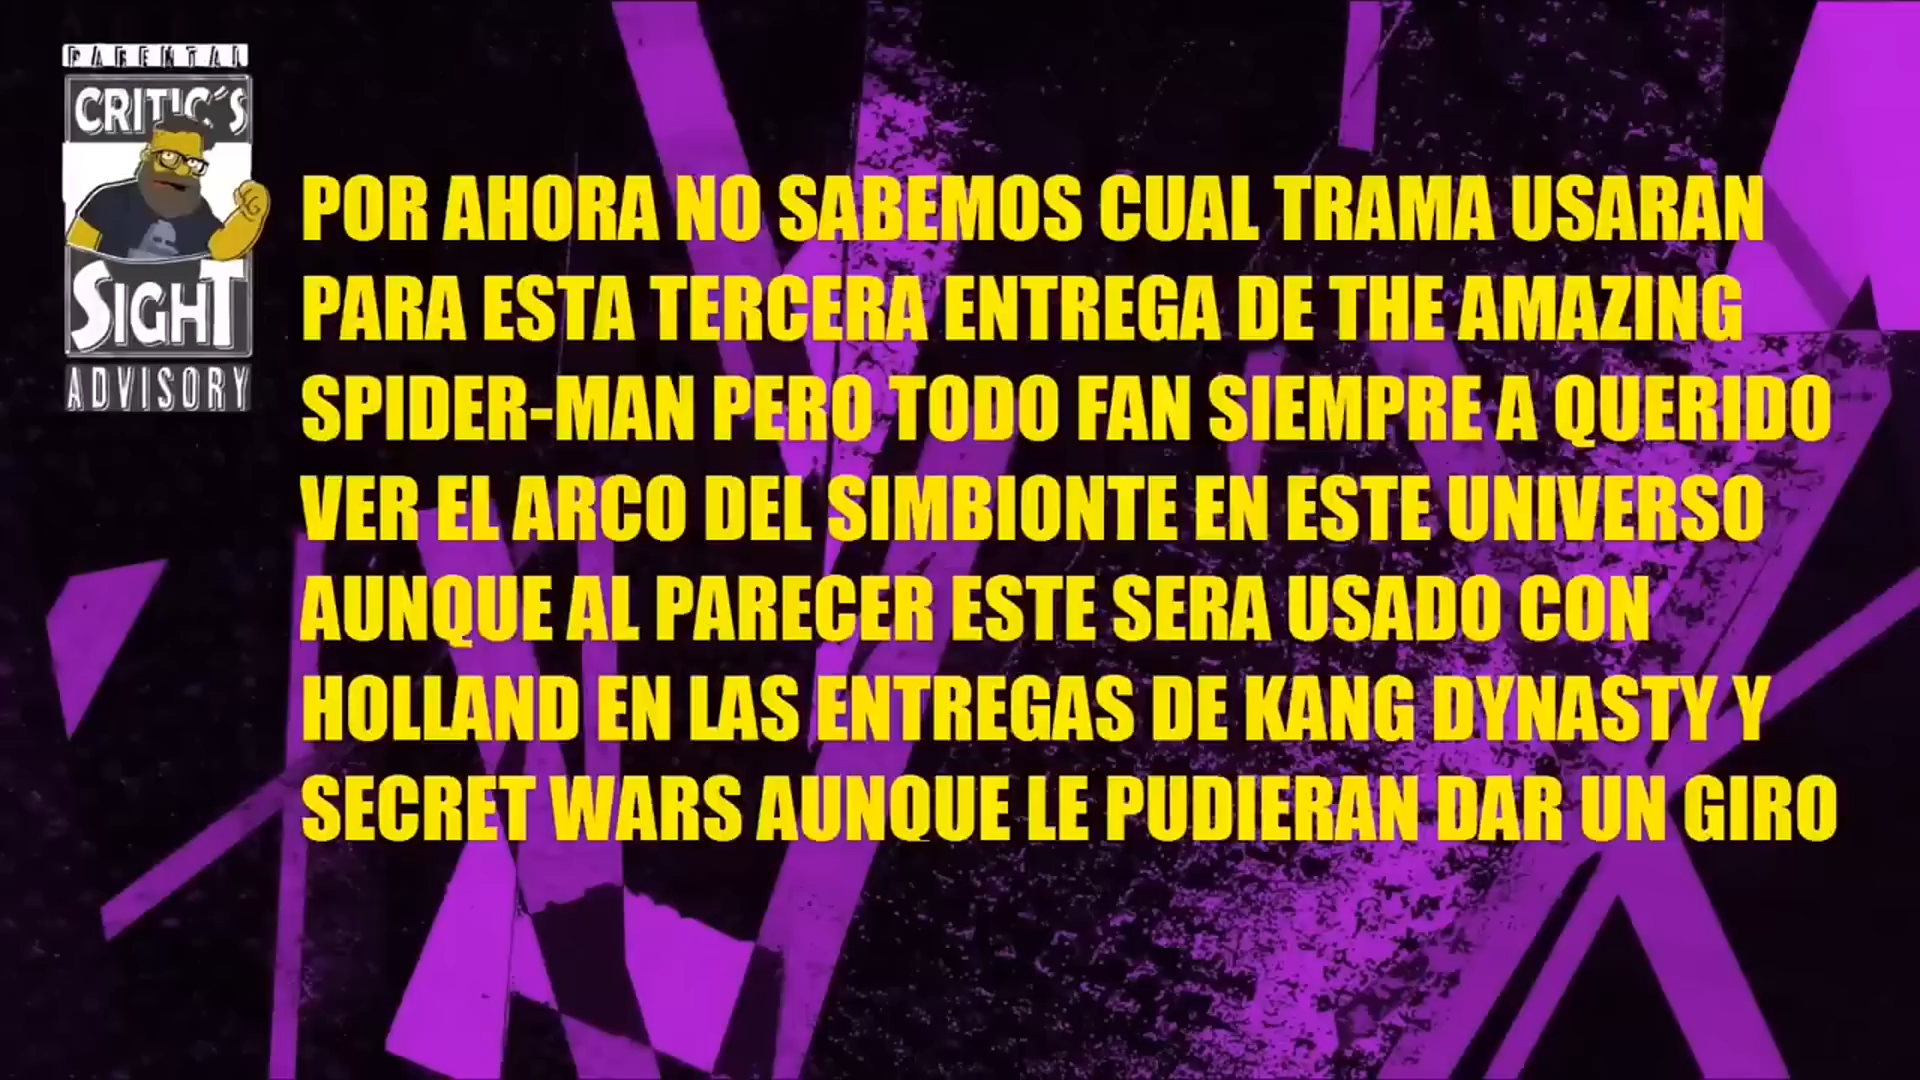 PARENTAL
CRITIC´S
SIGHT
ADVISORY
POR AHORA NO SABEMOS CUAL TRAMA USARAN
PARA ESTA TERCERA ENTREGA DE THE AMAZING
SPIDER-MAN PERO TODO FAN SIEMPRE A QUERIDO
VER EL ARCO DEL SIMBIONTE EN ESTE UNIVERSO
AUNQUE AL PARECER ESTE SERA USADO CON
HOLLAND EN LAS ENTREGAS DE KANG DYNASTY Y
SECRET WARS AUNQUE LE PUDIERAN DAR UN GIRO